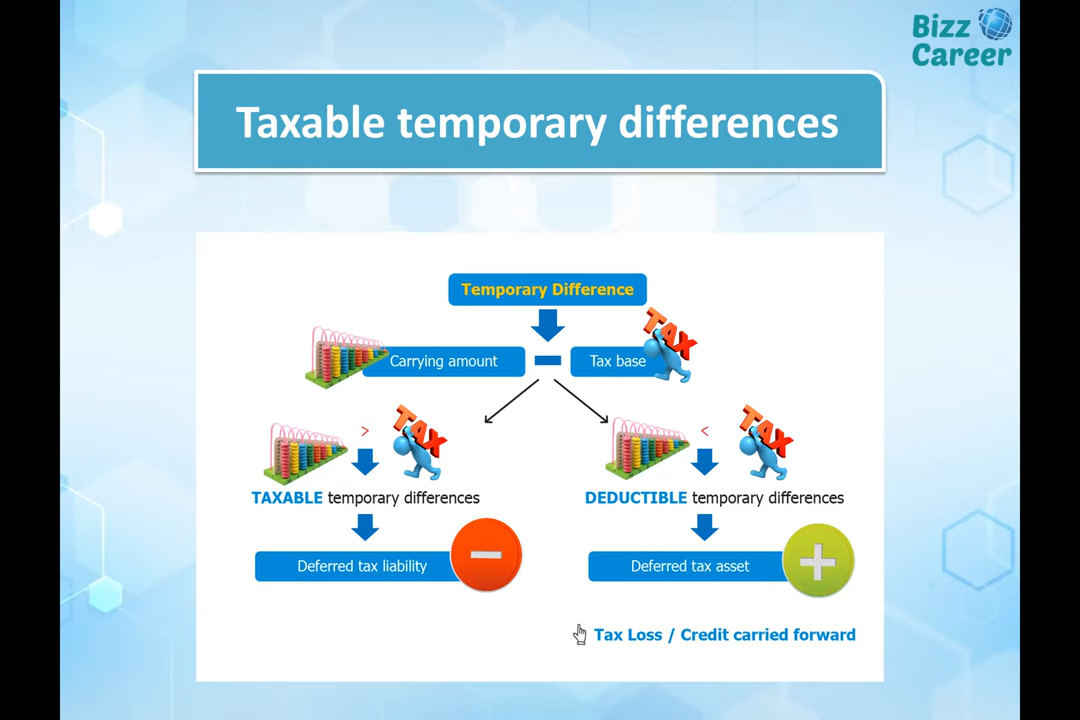 Bizz
Career
Taxable temporary differences
Temporary Difference
TAX
Carrying amount
Tax base
TAX
>
TAX
<
TAXABLE temporary differences
DEDUCTIBLE temporary differences
Deferred tax liability
Deferred tax asset
Tax Loss / Credit carried forward